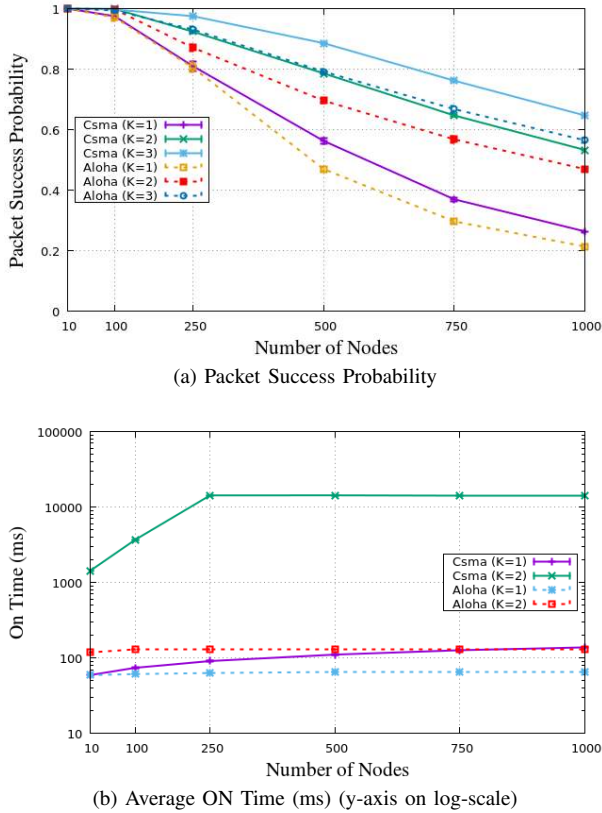 1
0.8
0.6
0.4
0.2
0
Packet Success Probability
Csma (K=1)
Csma (K=2)
Csma (K=3)
Aloha (K=1)
Aloha (K=2)
Aloha (K=3)
10 100 250 500 750 1000
Number of Nodes
(a) Packet Success Probability
100000
10000
1000
100
10
On Time (ms)
Csma (K=1)
Csma (K=2)
Aloha (K=1)
Aloha (K=2)
10 100 250 500 750 1000
Number of Nodes
(b) Average ON Time (ms) (y-axis on log-scale)